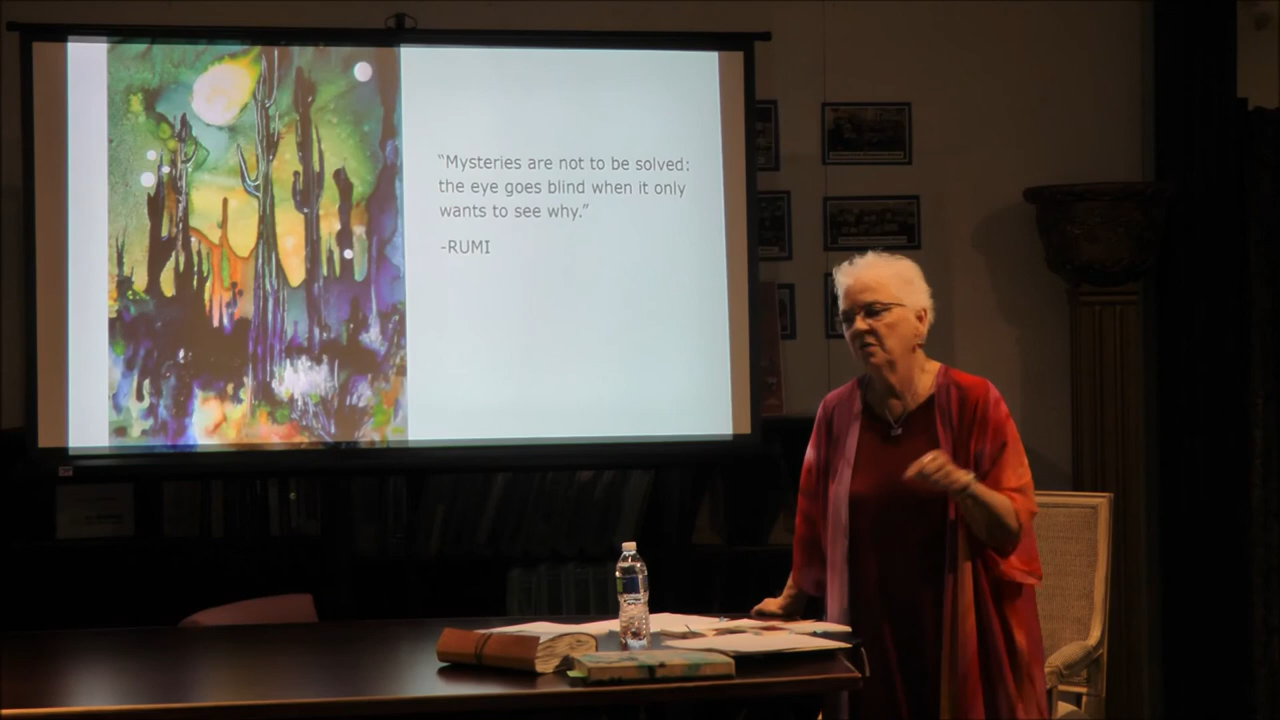 “Mysteries are not to be solved:
the eye goes blind when it only
wants to see why.”
-RUMI